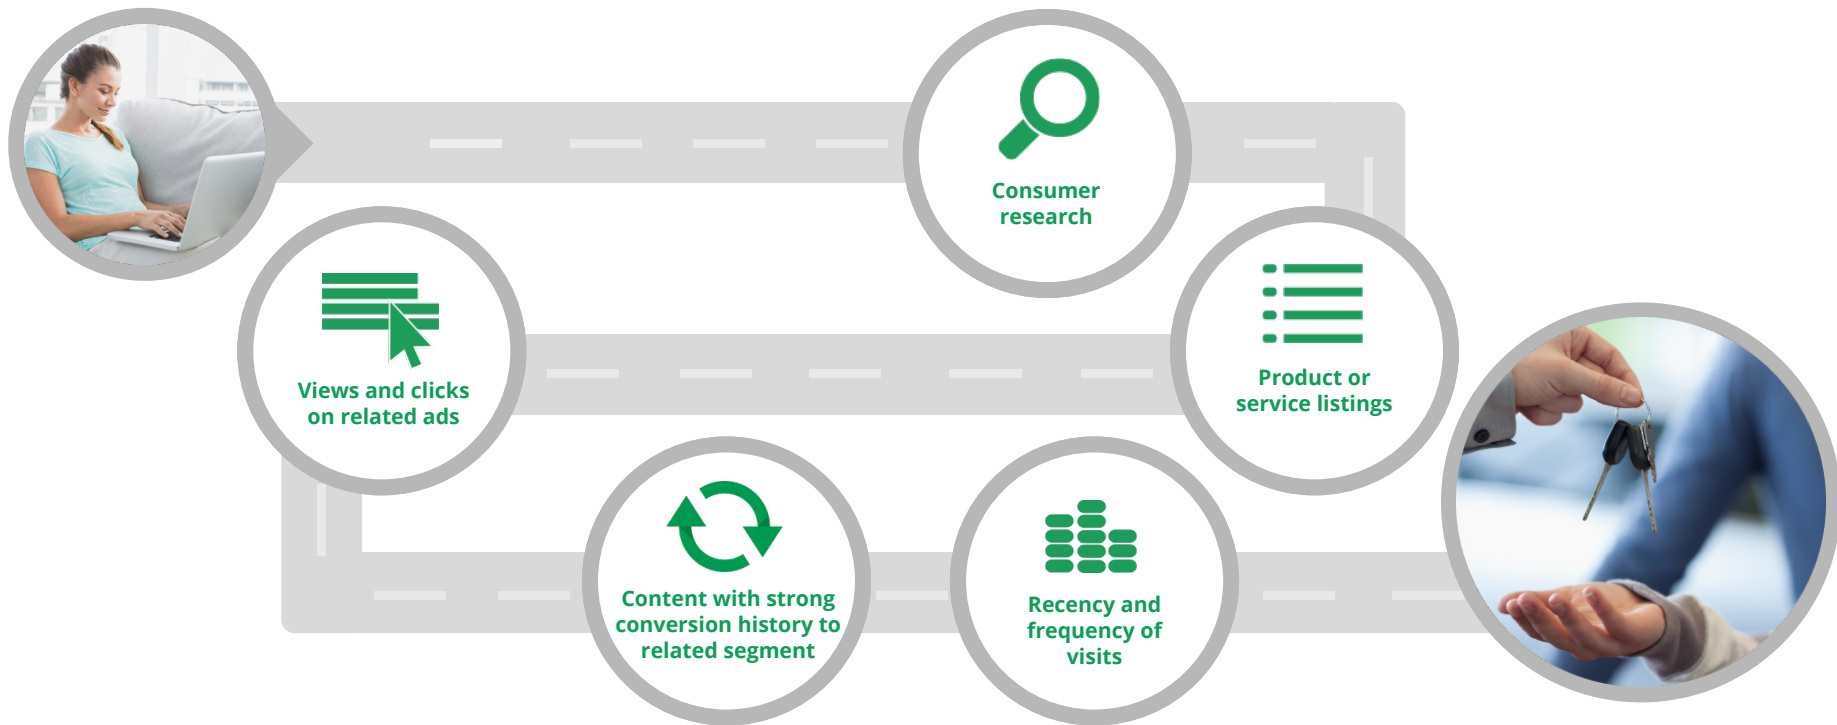 Consumer
research
Product or
service listings
Views and clicks
on related ads
Content with strong
conversion history to
related segment
Recency and
frequency of
visits